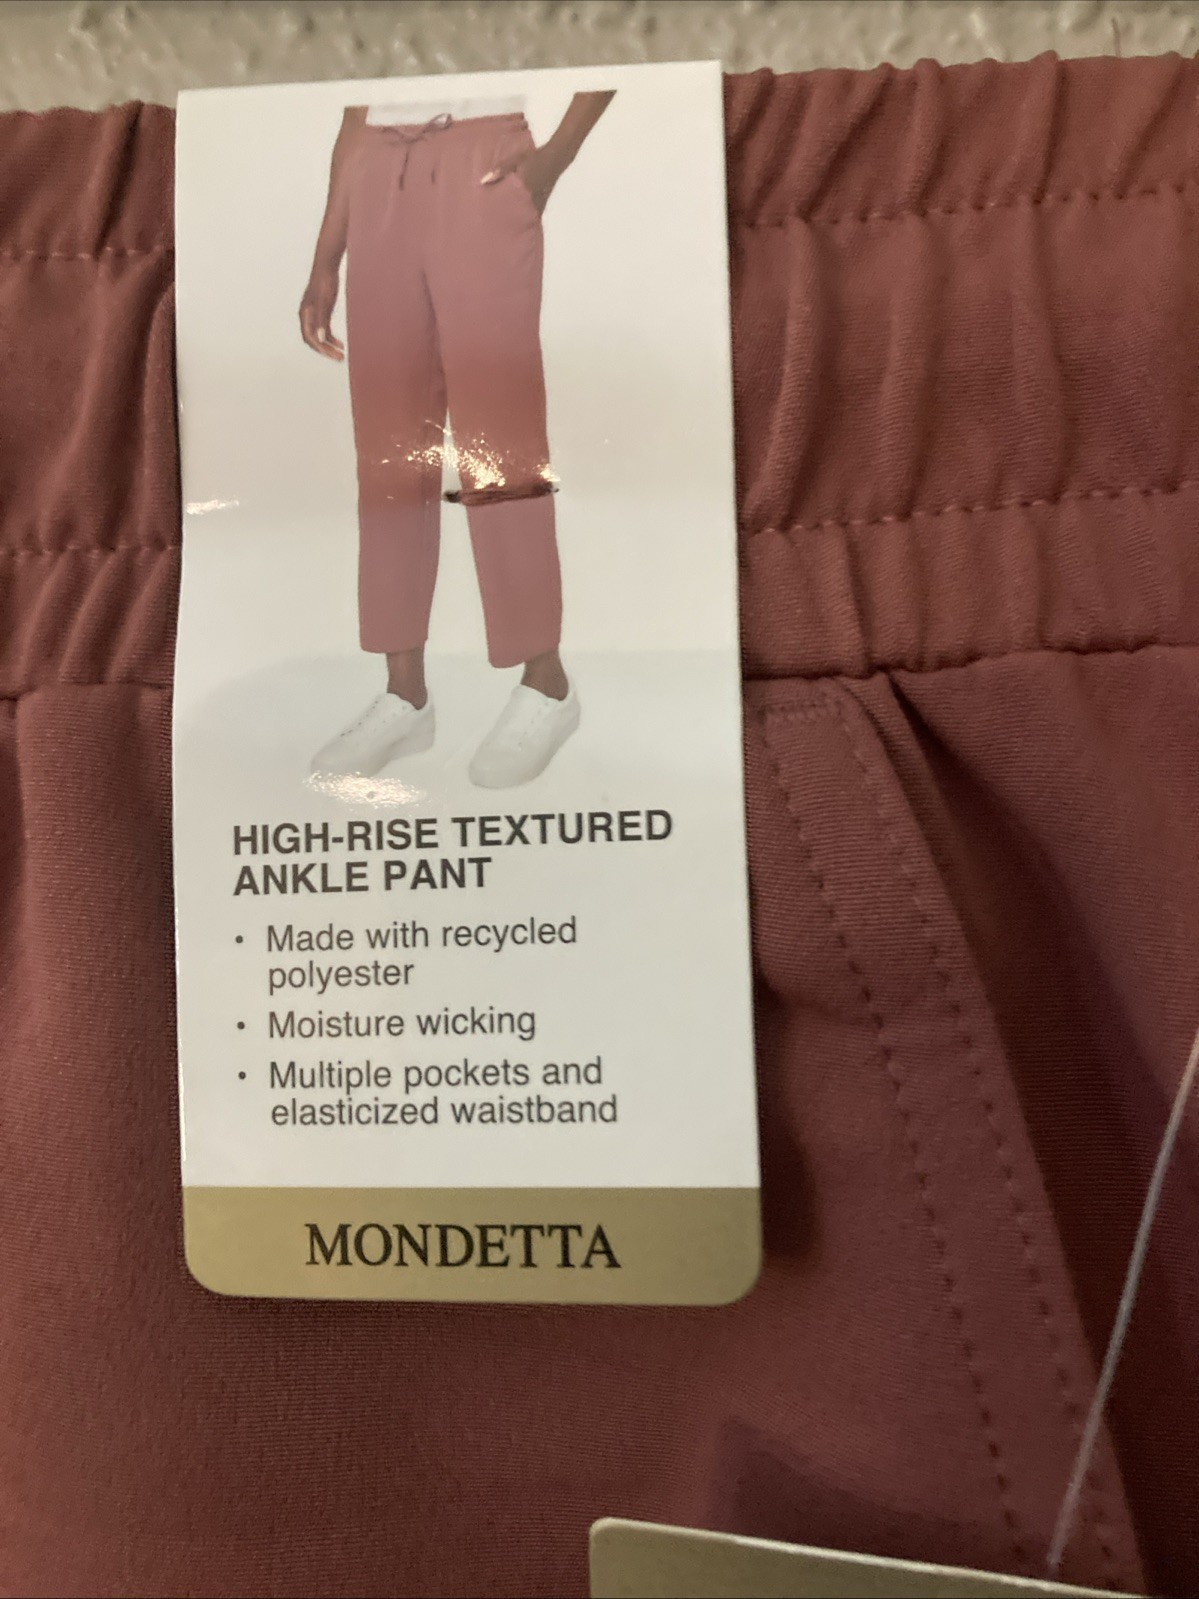 HIGH-RISE TEXTURED
ANKLE PANT
• Made with recycled
polyester
• Moisture wicking
• Multiple pockets and
elasticized waistband
MONDETTA